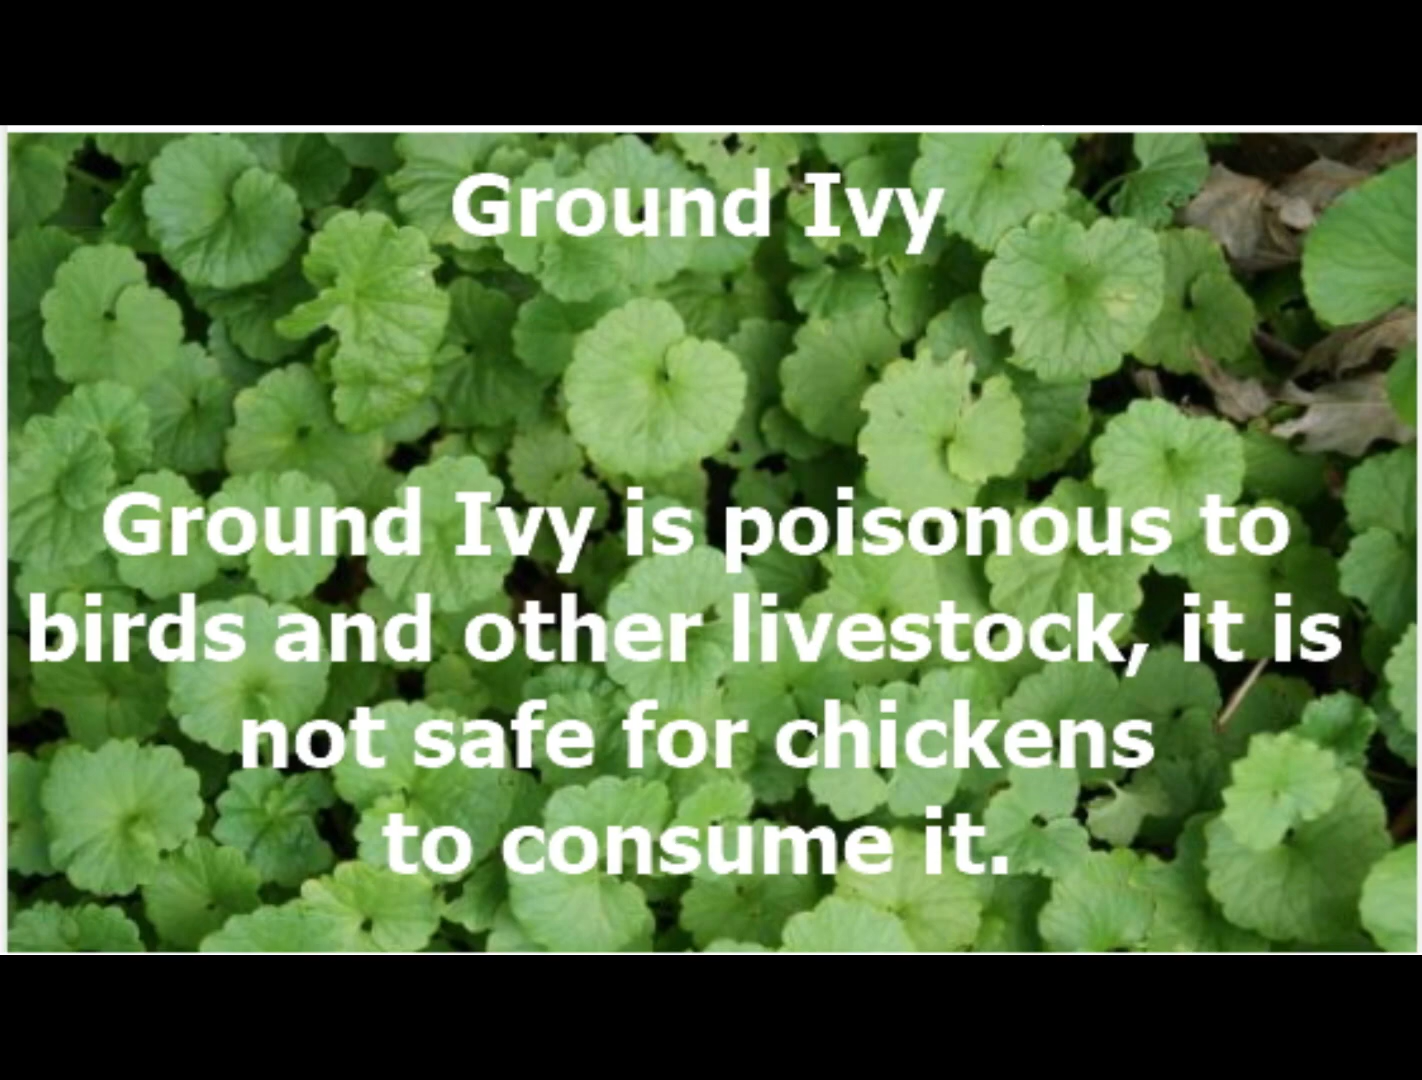 Ground Ivy
Ground Ivy is poisonous to
birds and other livestock, it is
not safe for chickens
to consume it.